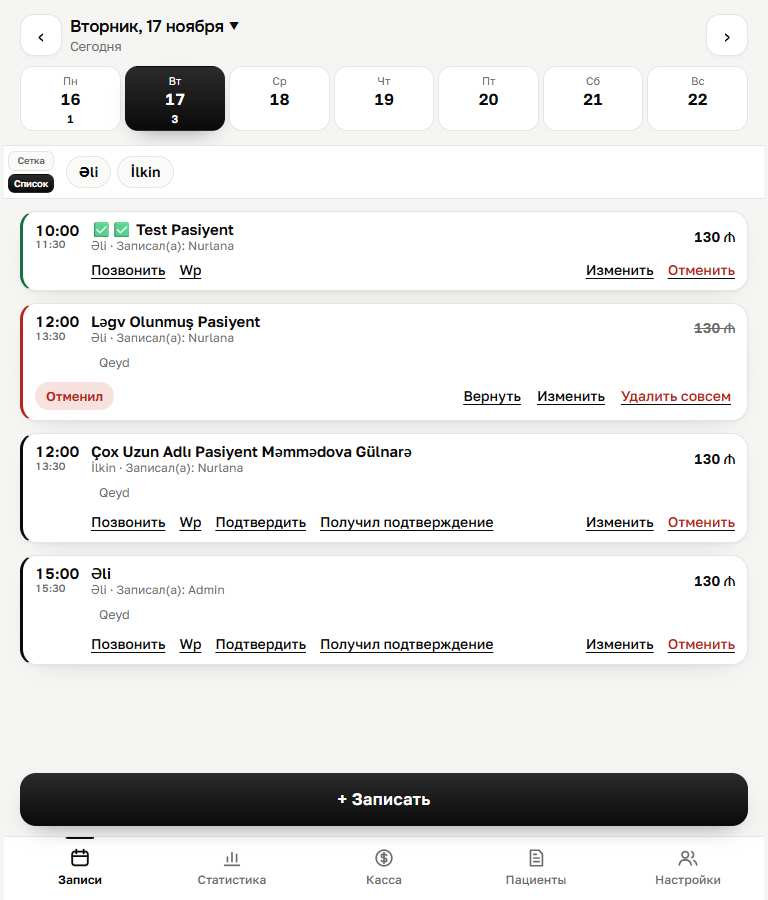 ‹
Вторник, 17 ноября ▼
Сегодня
›
Пн
16
1
Вт
17
3
Ср
18
Чт
19
Пт
20
Сб
21
Вс
22
Сетка
Список
Əli
İlkin
10:00
11:30
✅ ✅ Test Pasiyent
Əli · Записал(а): Nurlana
130 ₼
Позвонить Wp
Изменить Отменить
12:00
13:30
Ləgv Olunmuş Pasiyent
Əli · Записал(а): Nurlana
130 ₼
Qeyd
Отменил
Вернуть Изменить Удалить совсем
12:00
13:30
Çox Uzun Adlı Pasiyent Məmmədova Gülnarə
İlkin · Записал(а): Nurlana
130 ₼
Qeyd
Позвонить Wp Подтвердить Получил подтверждение
Изменить Отменить
15:00
15:30
Əli
Əli · Записал(а): Admin
130 ₼
Qeyd
Позвонить Wp Подтвердить Получил подтверждение
Изменить Отменить
+ Записать
Записи
Статистика
Касса
Пациенты
Настройки